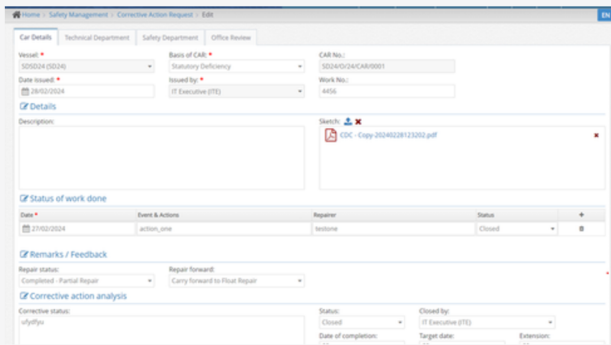 Home › Safety Management › Corrective Action Request › Edit
EN
Car Details Technical Department Safety Department Office Review
Vessel: * Basis of CAR: * CAR No.:
SDSD24 (SD24) Statutory Deficiency SD24/O/24/CAR/0001
Date issued: * Issued by: * Work No.:
28/02/2024 IT Executive (ITE) 4456
Details
Description: Sketch:
CDC - Copy-20240228123202.pdf
Status of work done
Date * Event & Actions Repairer Status +
27/02/2024 action_one testone Closed
Remarks / Feedback
Repair status: Repair forward:
Completed - Partial Repair Carry forward to Float Repair
*
Corrective action analysis
Corrective status: Status: Closed by:
ufydfyu Closed IT Executive (ITE)
Date of completion: Target date: Extension: